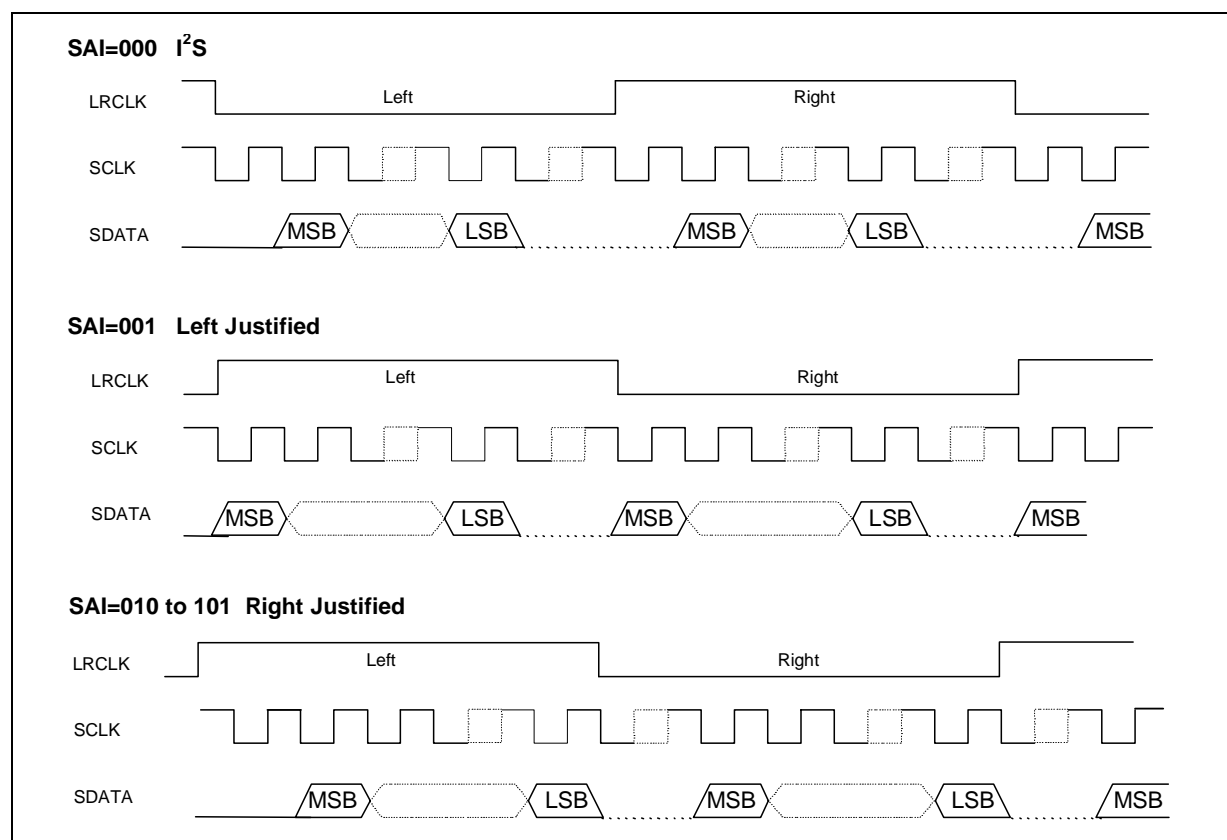 SAI=000 I²S
LRCLK Left Right
SCLK
SDATA MSB LSB MSB LSB MSB
SAI=001 Left Justified
LRCLK Left Right
SCLK
SDATA MSB LSB MSB LSB MSB
SAI=010 to 101 Right Justified
LRCLK Left Right
SCLK
SDATA MSB LSB MSB LSB MSB